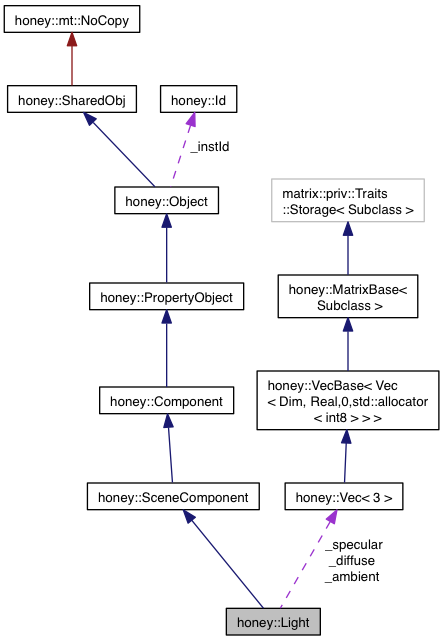 honey::mt::NoCopy
honey::SharedObj
honey::Id
_instId
honey::Object
matrix::priv::Traits
::Storage< Subclass >
honey::PropertyObject
honey::MatrixBase<
Subclass >
honey::Component
honey::VecBase< Vec
< Dim, Real,0,std::allocator
< int8 > > >
honey::SceneComponent
honey::Vec< 3 >
_specular
_diffuse
_ambient
honey::Light